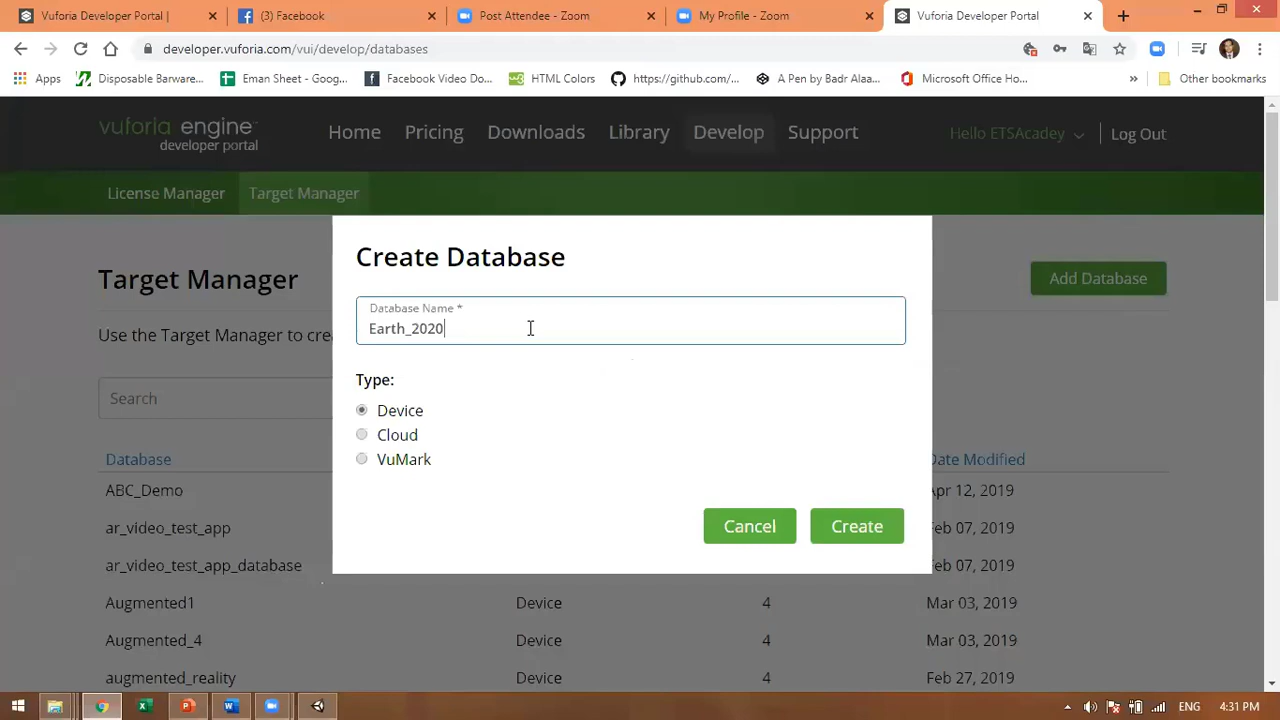 Vuforia Developer Portal |
(3) Facebook
Post Attendee - Zoom
My Profile - Zoom
Vuforia Developer Portal
developer.vuforia.com/vui/develop/databases
Apps
Disposable Barware...
Eman Sheet - Goog...
Facebook Video Do...
HTML Colors
https://github.com/...
A Pen by Badr Alaa...
Microsoft Office Ho...
»
Other bookmarks
vuforia engine™
developer portal
Home
Pricing
Downloads
Library
Develop
Support
Hello ETSAcadey
Log Out
License Manager
Target Manager
Create Database
Target Manager
Add Database
Database Name *
Earth_2020
Use the Target Manager to cre
Type:
Search
Device
Cloud
VuMark
Database
Date Modified
ABC_Demo
Apr 12, 2019
Cancel
Create
ar_video_test_app
Feb 07, 2019
ar_video_test_app_database
Feb 07, 2019
Augmented1
Device
4
Mar 03, 2019
Augmented_4
Device
4
Mar 03, 2019
augmented_reality
Device
4
Feb 27, 2019
ENG
4:31 PM